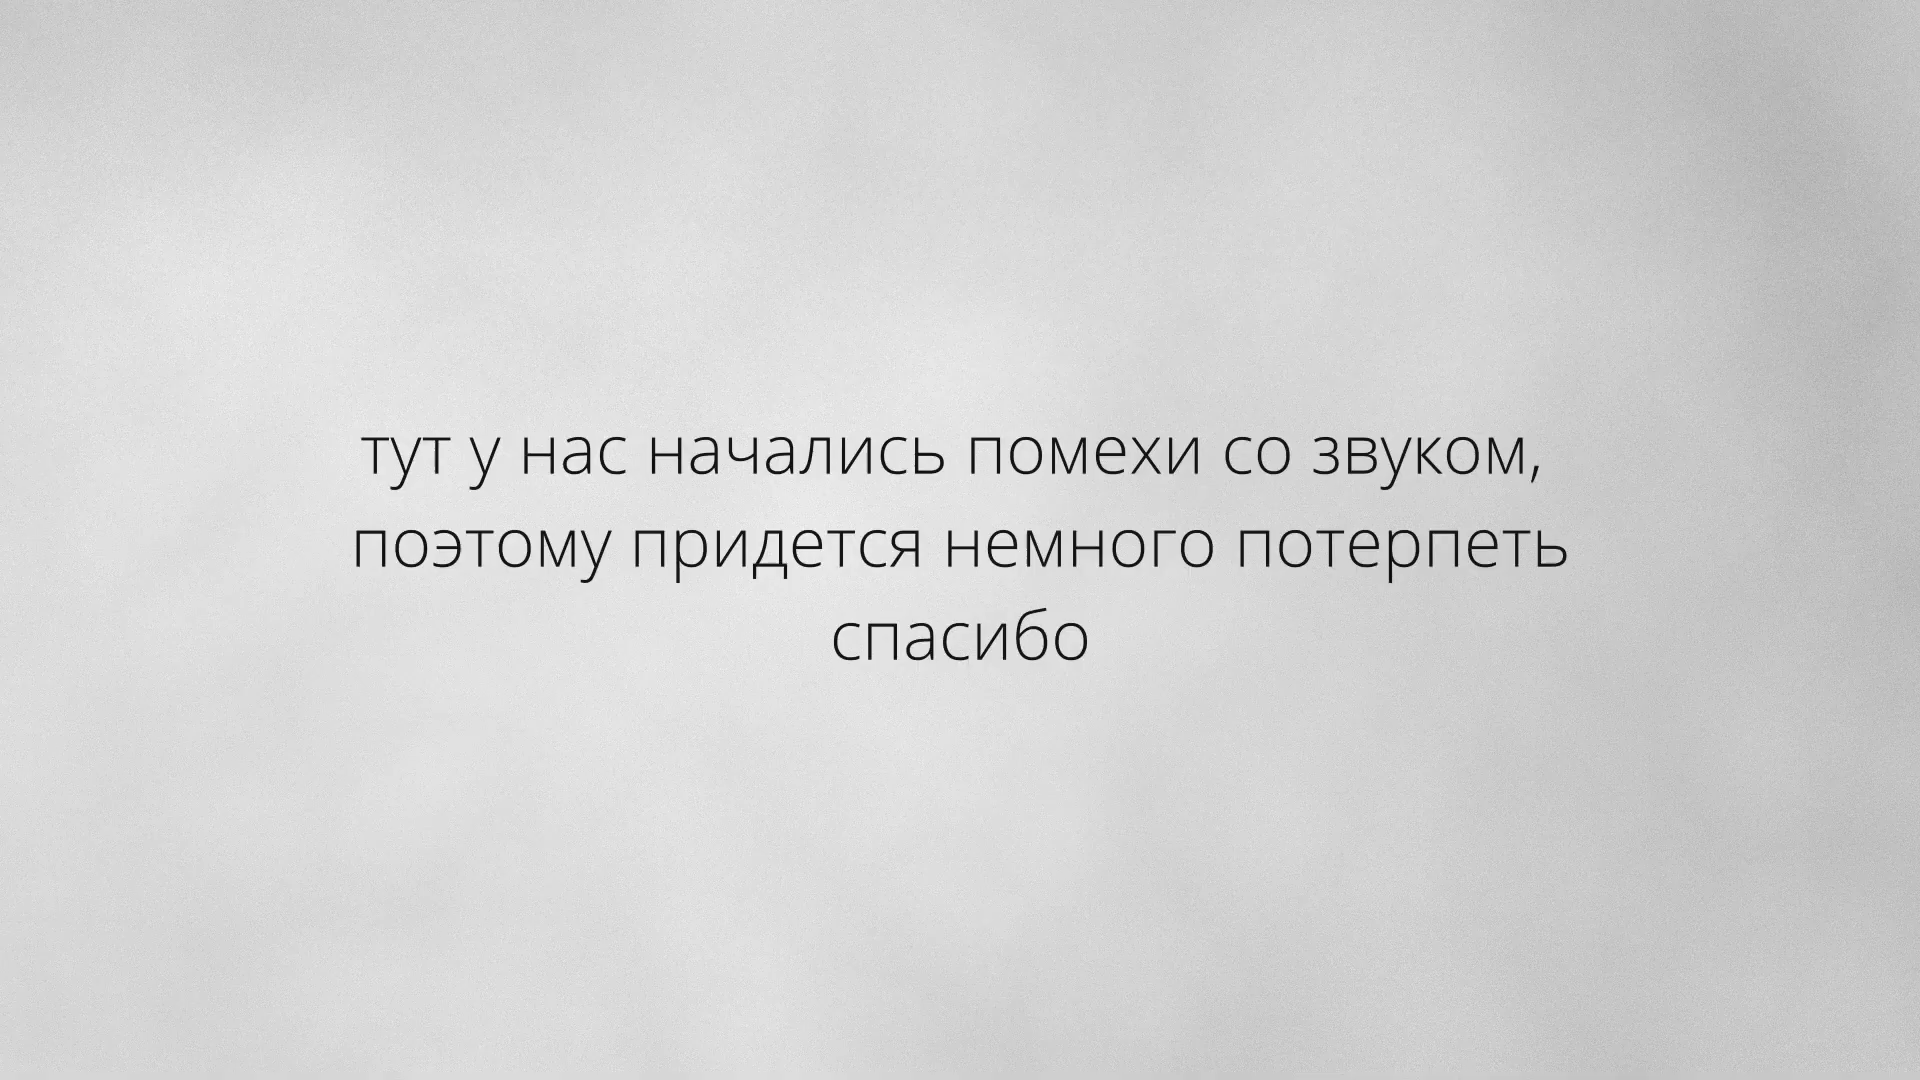 тут у нас начались помехи со звуком,
поэтому придется немного потерпеть
спасибо